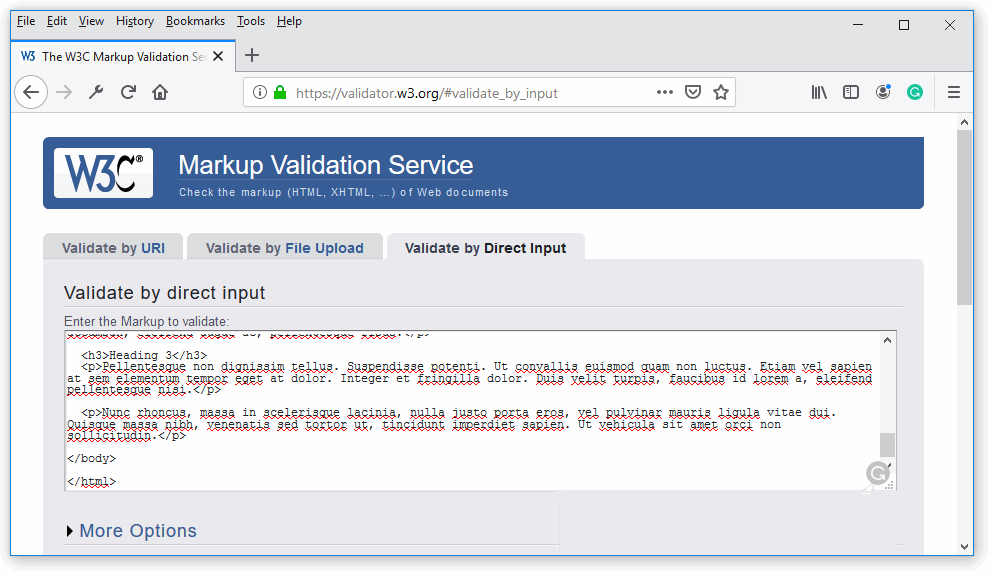 File Edit View History Bookmarks Tools Help
W3 The W3C Markup Validation Se
https://validator.w3.org/#validate_by_input
W3C® Markup Validation Service
Check the markup (HTML, XHTML, …) of Web documents
Validate by URI Validate by File Upload Validate by Direct Input
Validate by direct input
Enter the Markup to validate:
<h3>Heading 3</h3>
<p>Pellentesque non dignissim tellus. Suspendisse potenti. Ut convallis euismod quam non luctus. Etiam vel sapien
at sem elementum tempor eget at dolor. Integer et fringilla dolor. Duis velit turpis, faucibus id lorem a, eleifend
pellentesque nisi.</p>
<p>Nunc rhoncus, massa in scelerisque lacinia, nulla justo porta eros, vel pulvinar mauris ligula vitae dui.
Quisque massa nibh, venenatis sed tortor ut, tincidunt imperdiet sapien. Ut vehicula sit amet orci non
sollicitudin.</p>
</body>
</html>
More Options